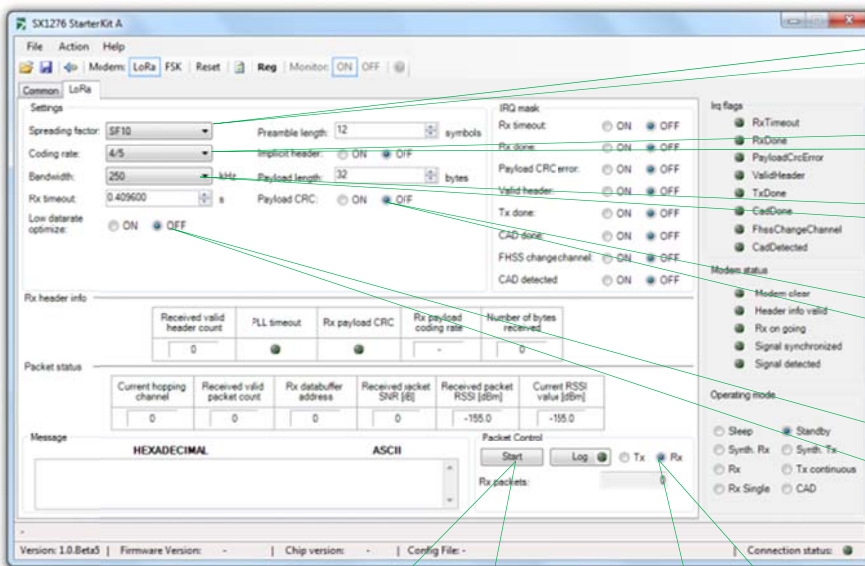 SX1276 StarterKit A
File Action Help
Modem: LoRa FSK Reset Reg Monitor: ON OFF
Common LoRa
Settings
Spreading factor: SF10
Coding rate: 4/5
Bandwidth: 250 kHz
Rx timeout: 0.409600 s
Low datarate optimize: ON OFF
Preamble length: 12 symbols
Implicit header: ON OFF
Payload length: 32 bytes
Payload CRC: ON OFF
IRQ mask
Rx timeout: ON OFF
Rx done: ON OFF
Payload CRC error: ON OFF
Valid header: ON OFF
Tx done: ON OFF
CAD done: ON OFF
FHSS change channel: ON OFF
CAD detected ON OFF
Irq flags
RxTimeout
RxDone
PayloadCrcError
ValidHeader
TxDone
CadDone
FhssChangeChannel
CadDetected
Modem status
Modem clear
Header info valid
Rx on going
Signal synchronized
Signal detected
Rx header info
Received valid header count
PLL timeout
Rx payload CRC
Rx payload coding rate
Number of bytes received
0 - 0
Packet status
Current hopping channel
Received valid packet count
Rx databuffer address
Received packet SNR [dB]
Received packet RSSI [dBm]
Current RSSI value [dBm]
0 0 0 0 -155.0 -155.0
Operating mode
Sleep Standby
Synth. Rx Synth. Tx
Rx Tx continuous
Rx Single CAD
Message
HEXADECIMAL ASCII
Packet Control
Start Log Tx Rx
Rx packets: 0
-
Version: 1.0.Beta5 | Firmware Version: - | Chip version: - | Config File: - | Connection status: